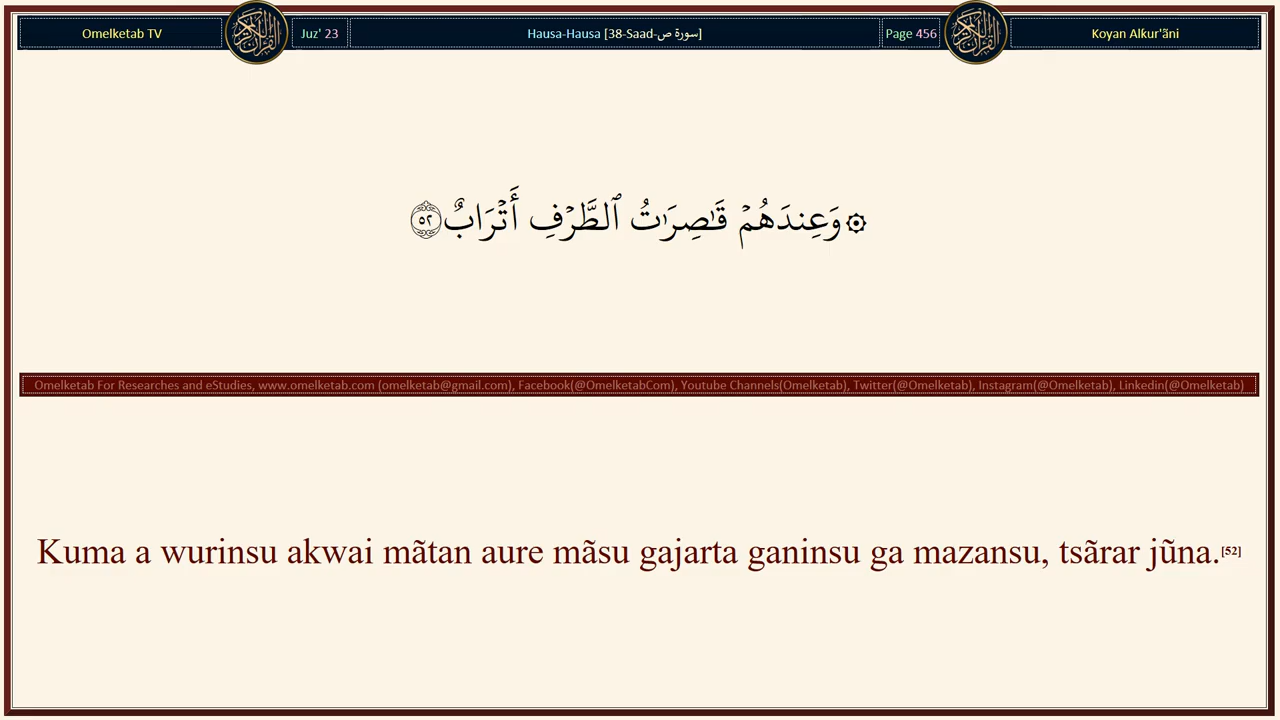 Omelketab TV
Juz' 23
Hausa-Hausa [38-Saad-سورة ص]
Page 456
Koyan Alƙur'ãni
۞وَعِندَهُمۡ قَٰصِرَٰتُ ٱلطَّرۡفِ أَتۡرَابٌ ٥٢
Omelketab For Researches and eStudies, www.omelketab.com (omelketab@gmail.com), Facebook(@OmelketabCom), Youtube Channels(Omelketab), Twitter(@Omelketab), Instagram(@Omelketab), Linkedin(@Omelketab)
Kuma a wurinsu akwai mãtan aure mãsu gajarta ganinsu ga mazansu, tsãrar jũna.[52]